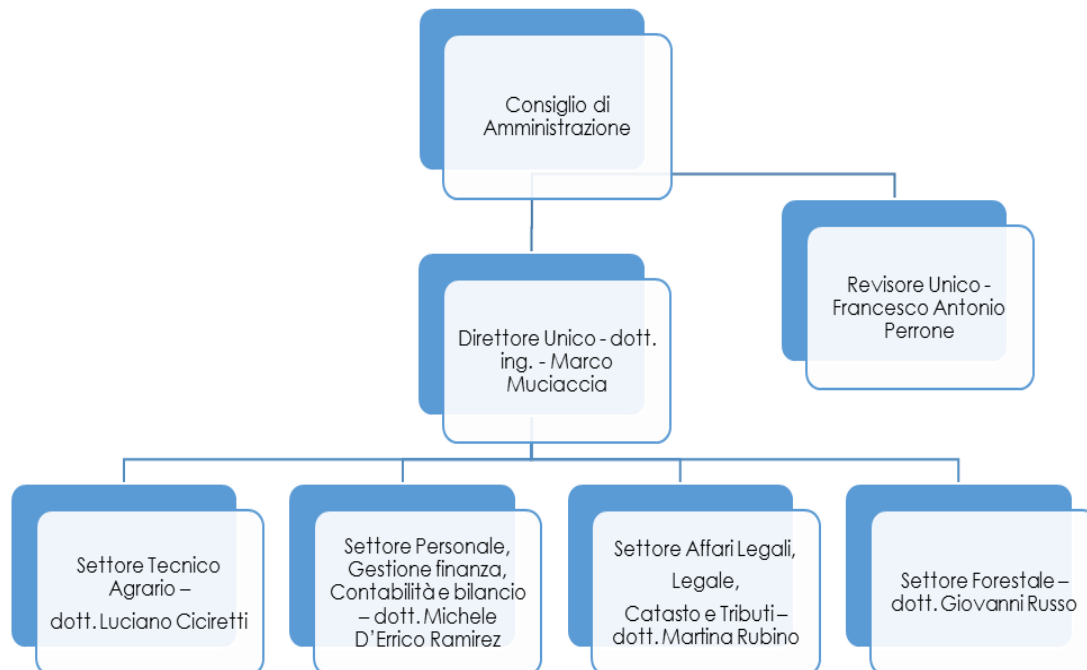 Consiglio di
Amministrazione
Revisore Unico -
Francesco Antonio
Perrone
Direttore Unico - dott.
ing. - Marco
Muciaccia
Settore Tecnico
Agrario –
dott. Luciano Ciciretti
Settore Personale,
Gestione finanza,
Contabilità e bilancio
– dott. Michele
D’Errico Ramirez
Settore Affari Legali,
Legale,
Catasto e Tributi –
dott. Martina Rubino
Settore Forestale –
dott. Giovanni Russo